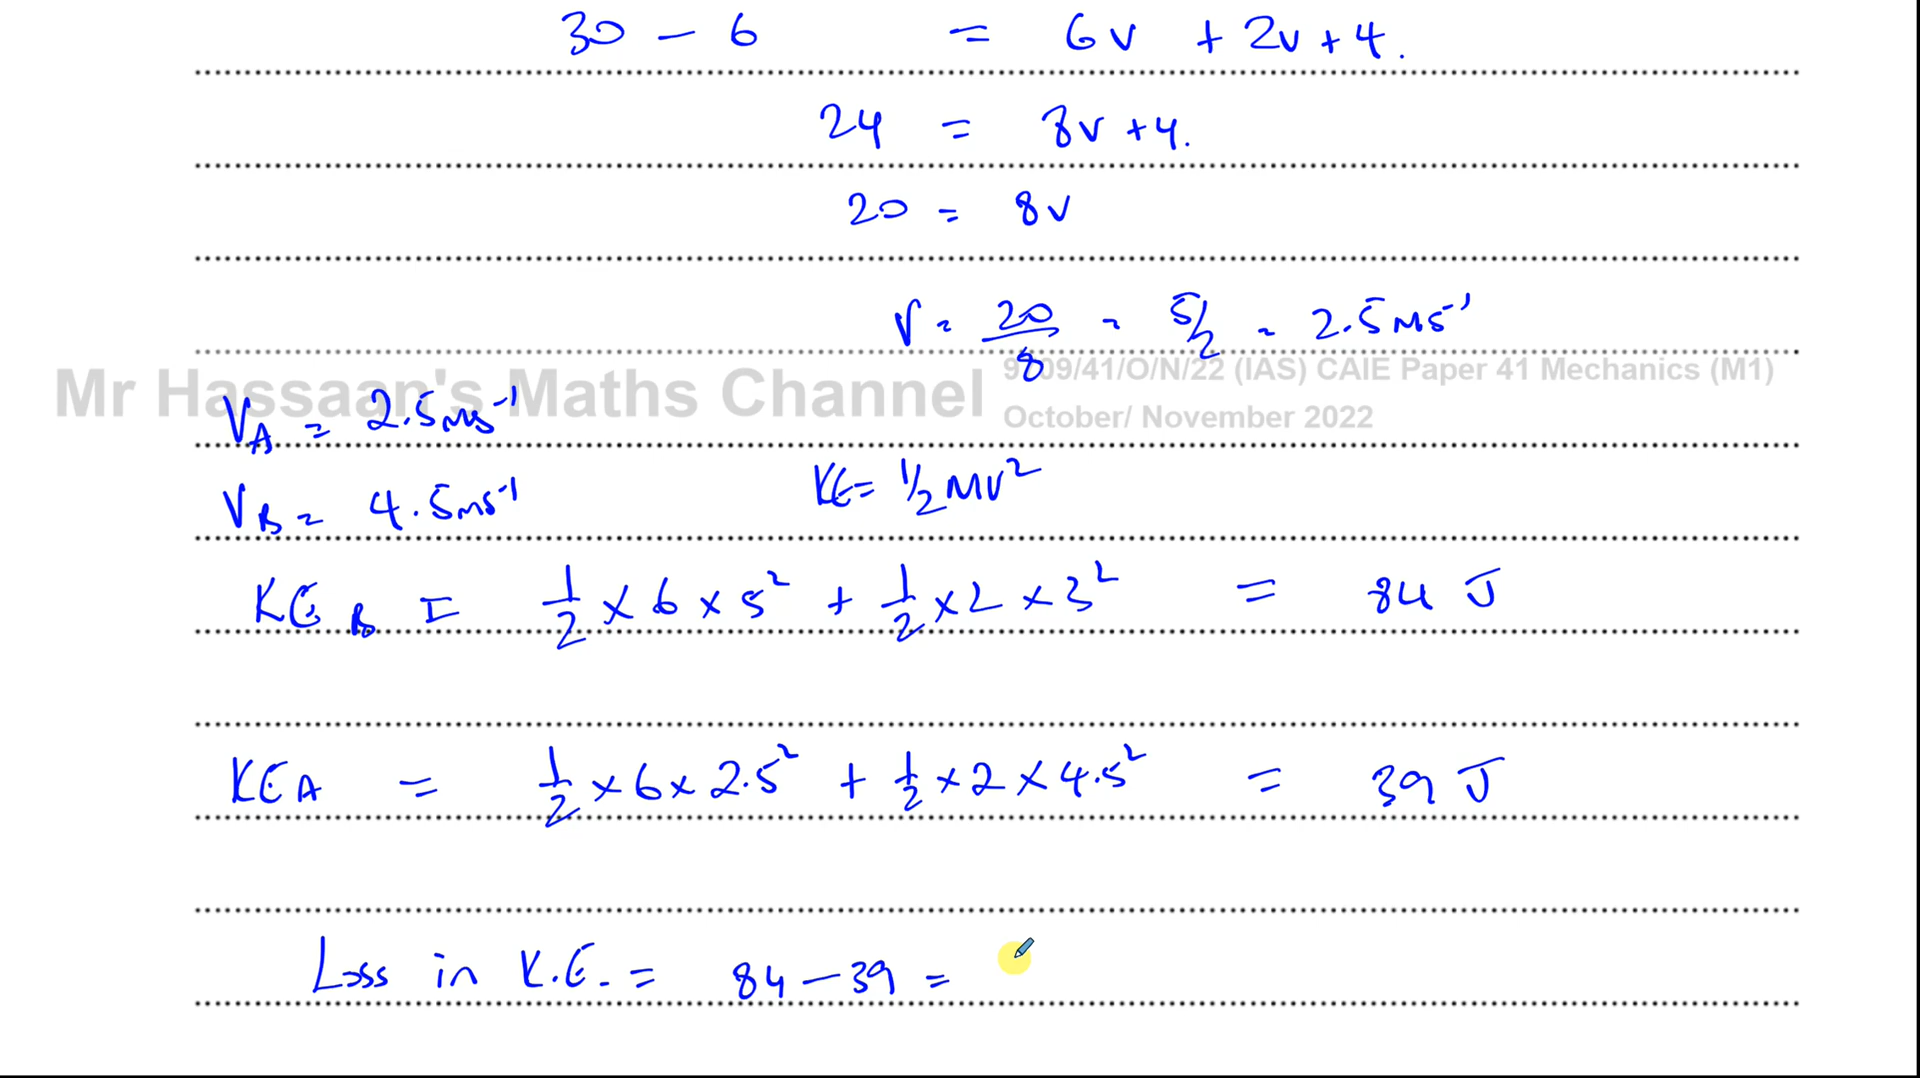 30 - 6 = 6v + 2v + 4.
24 = 8v + 4.
20 = 8v
v = 20/8 = 5/2 = 2.5 ms⁻¹
Mr Hassaan's Maths Channel
9709/41/O/N/22 (IAS) CAIE Paper 41 Mechanics (M1)
October/ November 2022
V_A = 2.5 ms⁻¹
V_B = 4.5 ms⁻¹ KE = 1/2 mv²
KE_B = 1/2 × 6 × 5² + 1/2 × 2 × 3² = 84 J
KE_A = 1/2 × 6 × 2.5² + 1/2 × 2 × 4.5² = 39 J
Loss in K.E. = 84 - 39 =